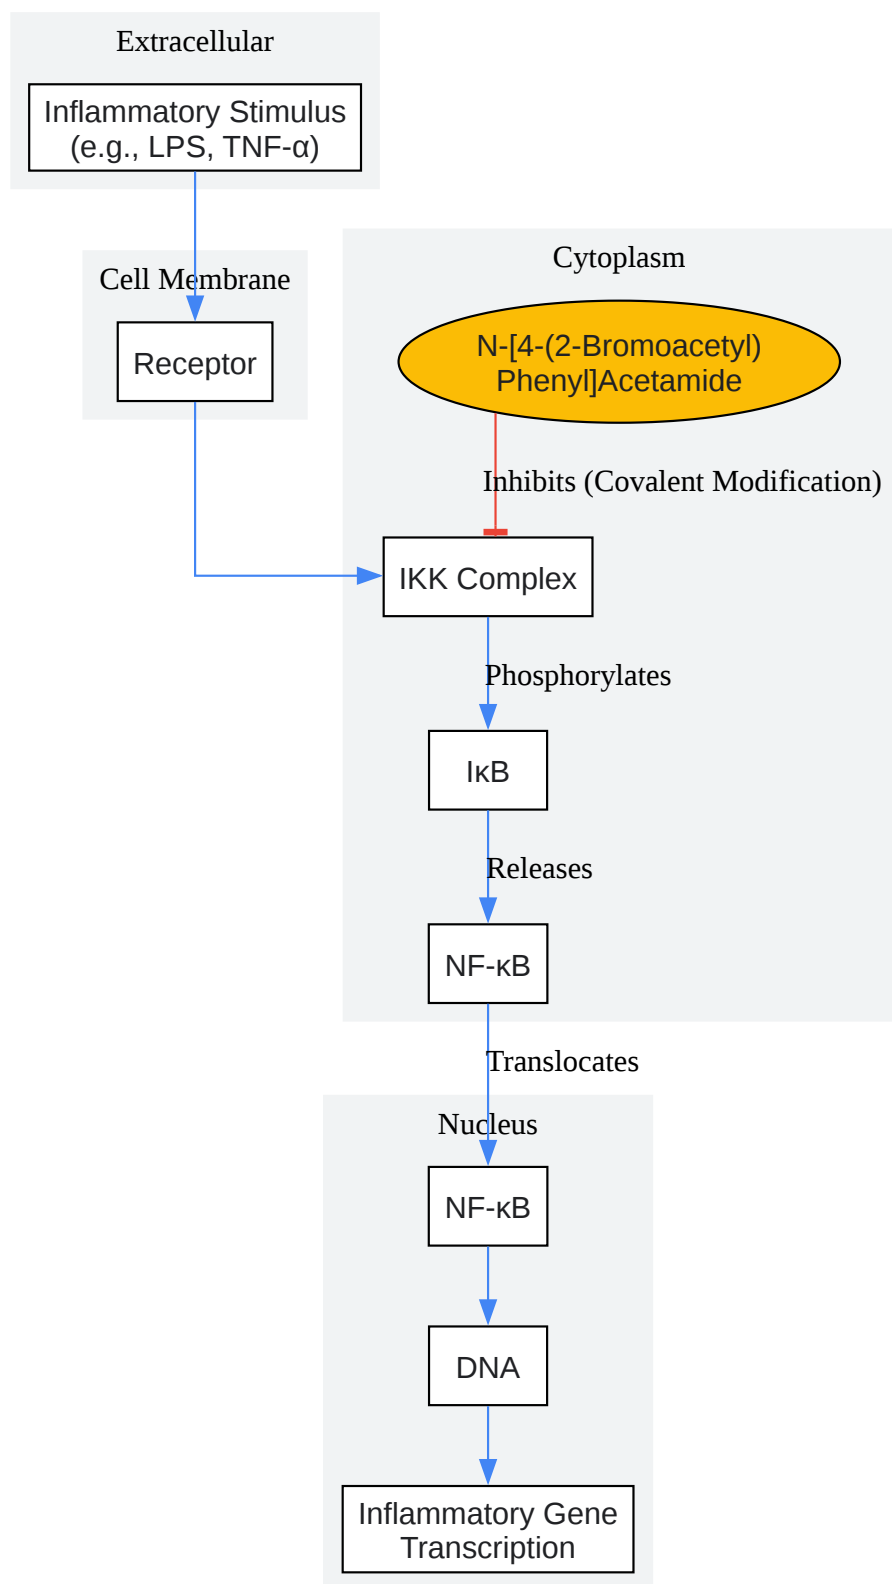 Extracellular
Inflammatory Stimulus
(e.g., LPS, TNF-α)
Cell Membrane
Receptor
Cytoplasm
N-[4-(2-Bromoacetyl)
Phenyl]Acetamide
Inhibits (Covalent Modification)
IKK Complex
Phosphorylates
IκB
Releases
NF-κB
Translocates
Nucleus
NF-κB
DNA
Inflammatory Gene
Transcription